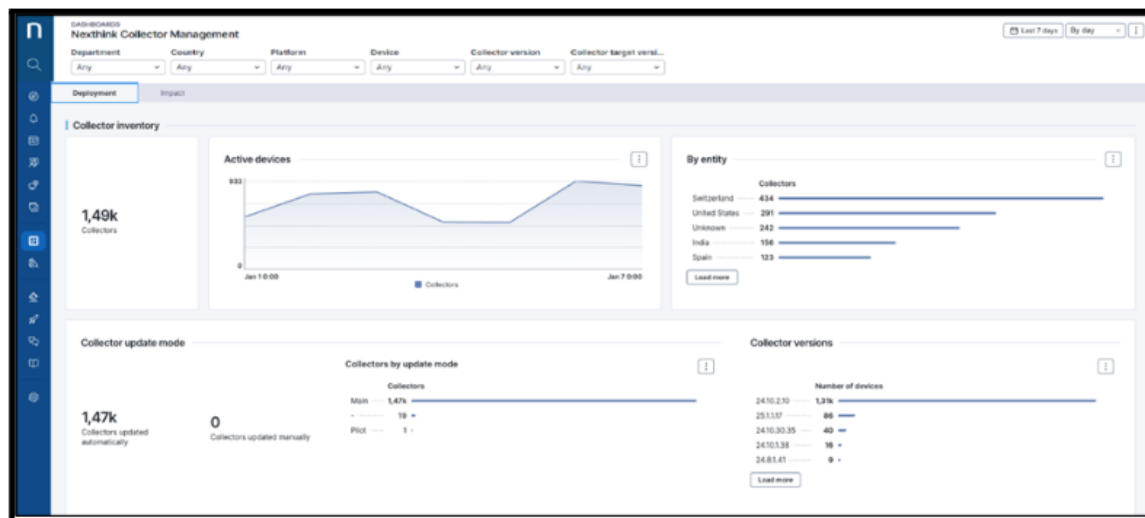 n
DASHBOARDS
Nexthink Collector Management
Last 7 days By day
Department Country Platform Device Collector version Collector target versi...
Any Any Any Any Any Any
Deployment Impact
Collector inventory
1,49k
Collectors
Active devices
933
0
Jan 1 0:00 Jan 7 0:00
Collectors
By entity
Collectors
Switzerland 434
United States 291
Unknown 242
India 156
Spain 123
Load more
Collector update mode
1,47k
Collectors updated
automatically
0
Collectors updated manually
Collectors by update mode
Collectors
Main 1,47k
- 19
Pilot 1
Collector versions
Number of devices
24.10.2.10 1,31k
25.1.1.17 86
24.10.30.35 40
24.10.1.38 16
24.8.1.41 9
Load more